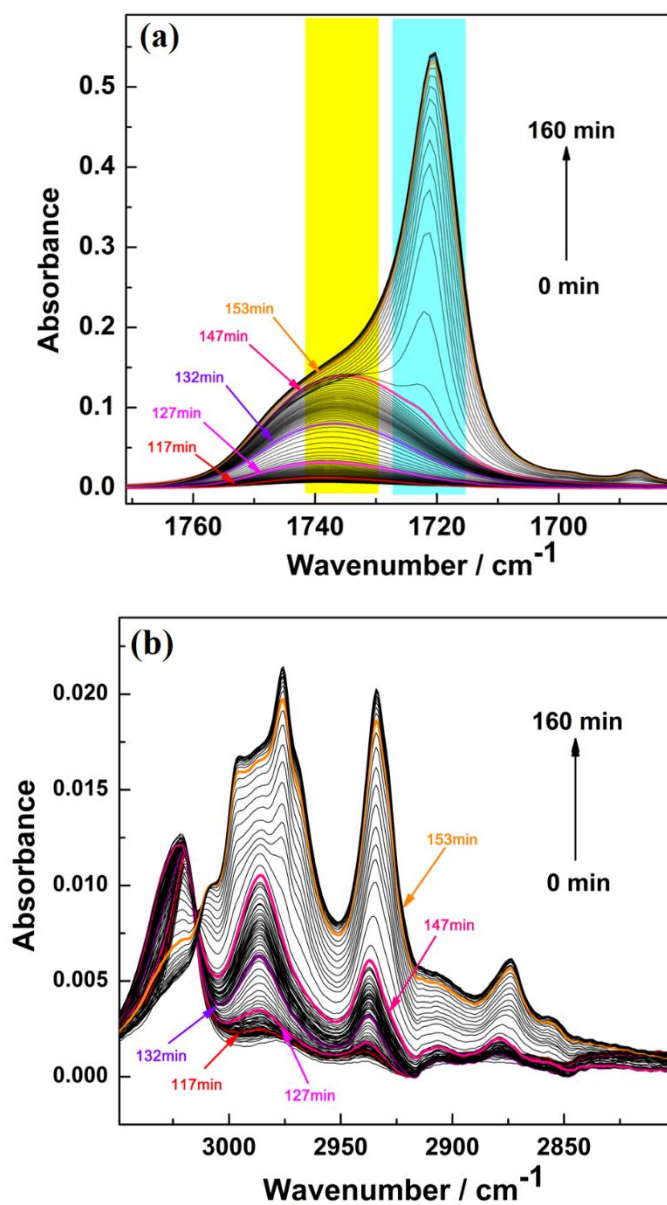 (a)
0.5
0.4
0.3
0.2
0.1
0.0
Absorbance
160 min
0 min
153min
147min
132min
127min
117min
1760
1740
1720
1700
Wavenumber / cm-1
(b)
0.020
0.015
0.010
0.005
0.000
Absorbance
160 min
0 min
153min
147min
132min
117min
127min
3000
2950
2900
2850
Wavenumber / cm-1